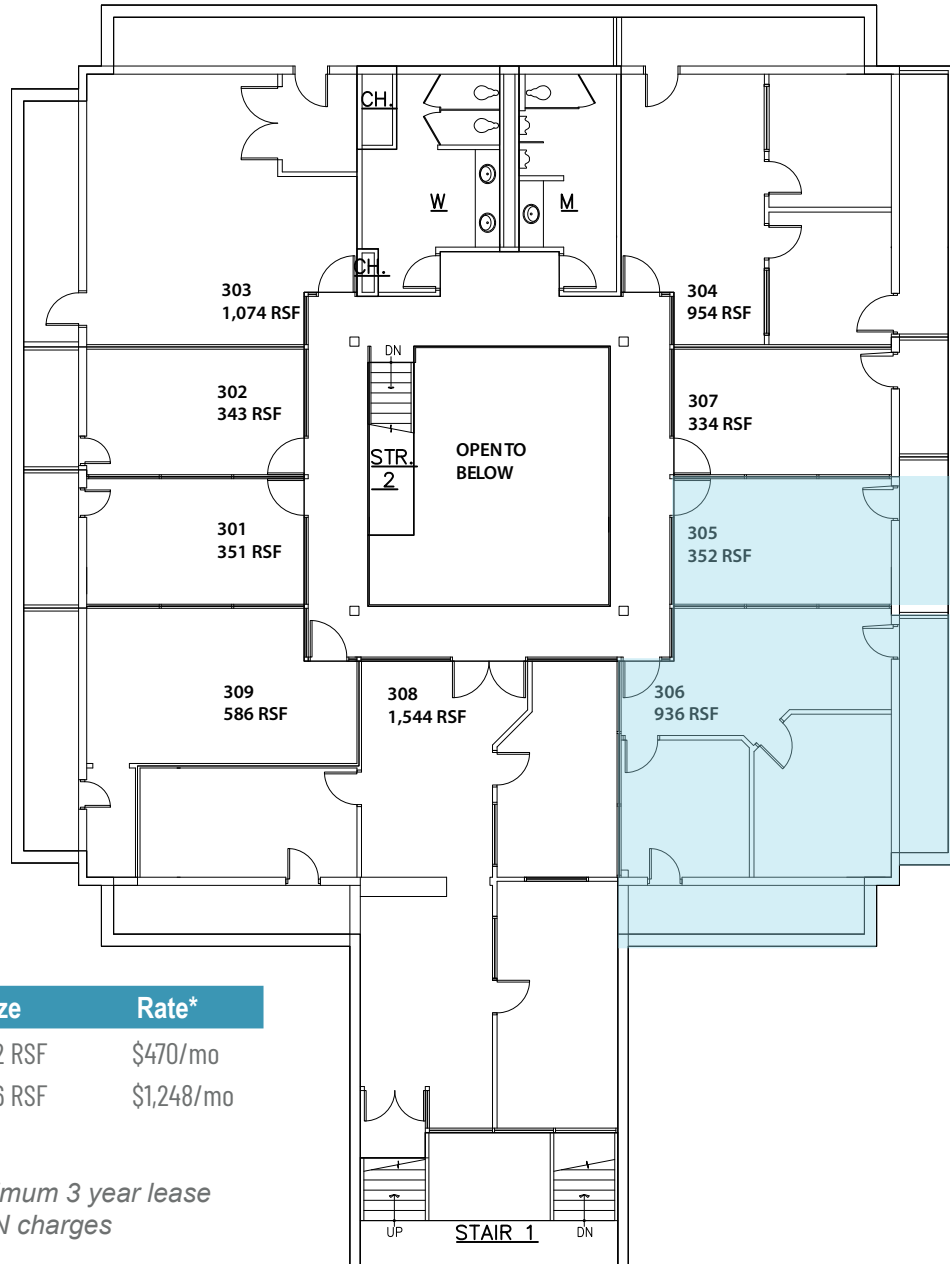 CH.
W
M
CH.
303
1,074 RSF
304
954 RSF
DN
302
343 RSF
307
334 RSF
STR.
2
OPEN TO
BELOW
301
351 RSF
305
352 RSF
309
586 RSF
308
1,544 RSF
306
936 RSF
ze Rate*
2 RSF $470/mo
6 RSF $1,248/mo
imum 3 year lease
N charges
UP
STAIR 1
DN